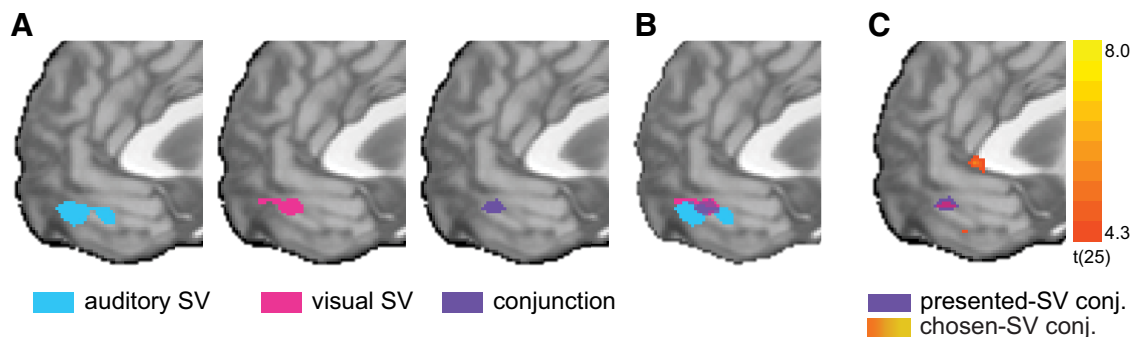 A
B
C
8.0
4.3
t(25)
auditory SV
visual SV
conjunction
presented-SV conj.
chosen-SV conj.